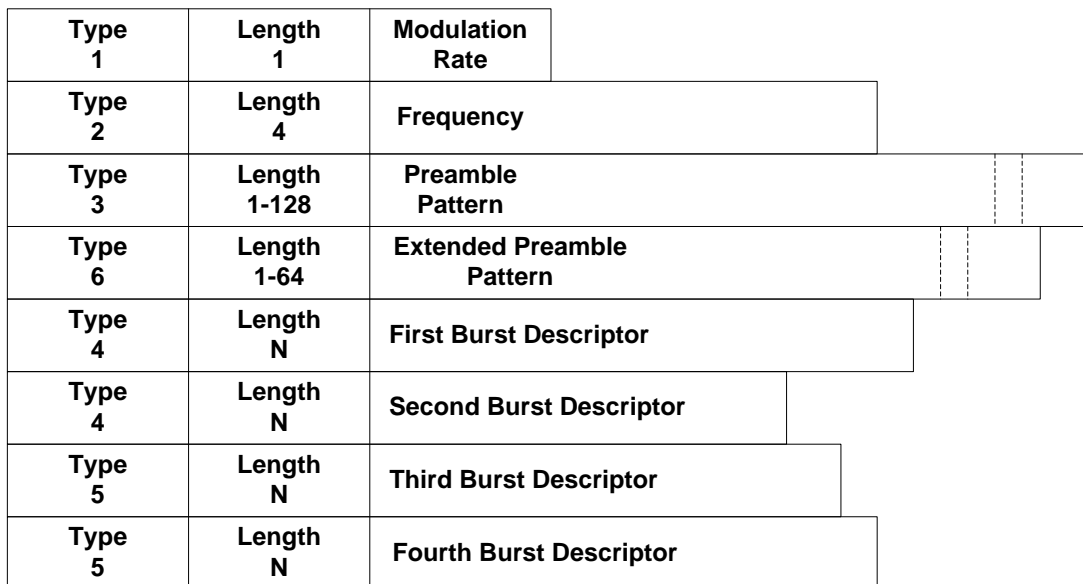 Type Length Modulation
1 1 Rate
Type Length
2 4 Frequency
Type Length Preamble
3 1-128 Pattern
Type Length Extended Preamble
6 1-64 Pattern
Type Length
4 N First Burst Descriptor
Type Length
4 N Second Burst Descriptor
Type Length
5 N Third Burst Descriptor
Type Length
5 N Fourth Burst Descriptor